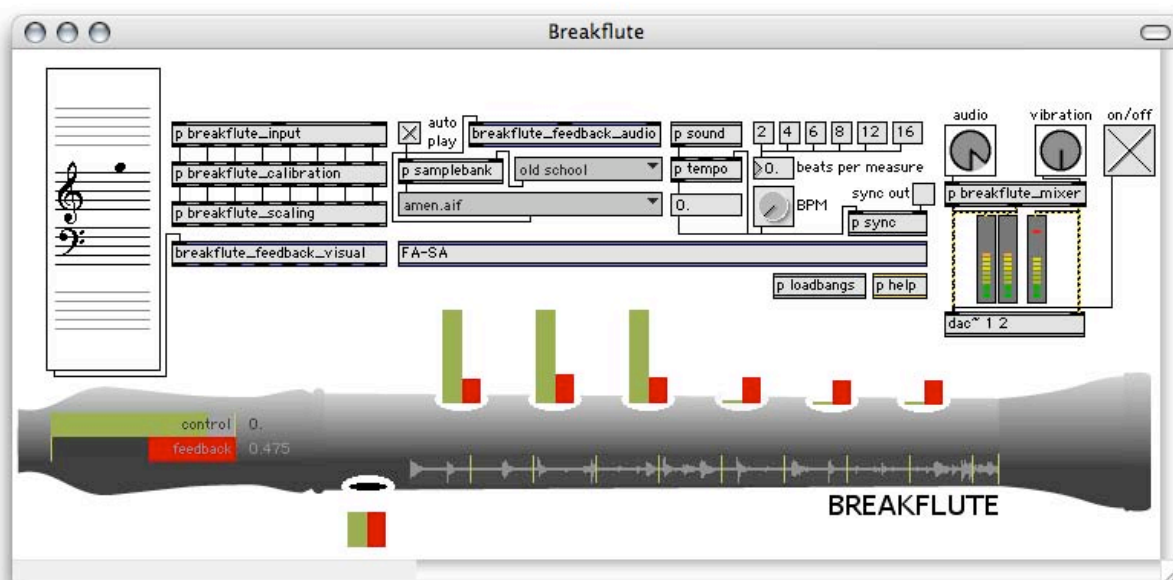 Breakflute
p breakflute_input
p breakflute_calibration
p breakflute_scaling
breakflute_feedback_visual
auto
play
breakflute_feedback_audio
p samplebank
old school
amen.aif
FA-SA
p sound
p tempo
0.
2 4 6 8 12 16
0. beats per measure
BPM
sync out
p sync
p loadbangs
p help
audio
vibration
on/off
p breakflute_mixer
dac~ 1 2
control 0.
feedback 0.475
BREAKFLUTE